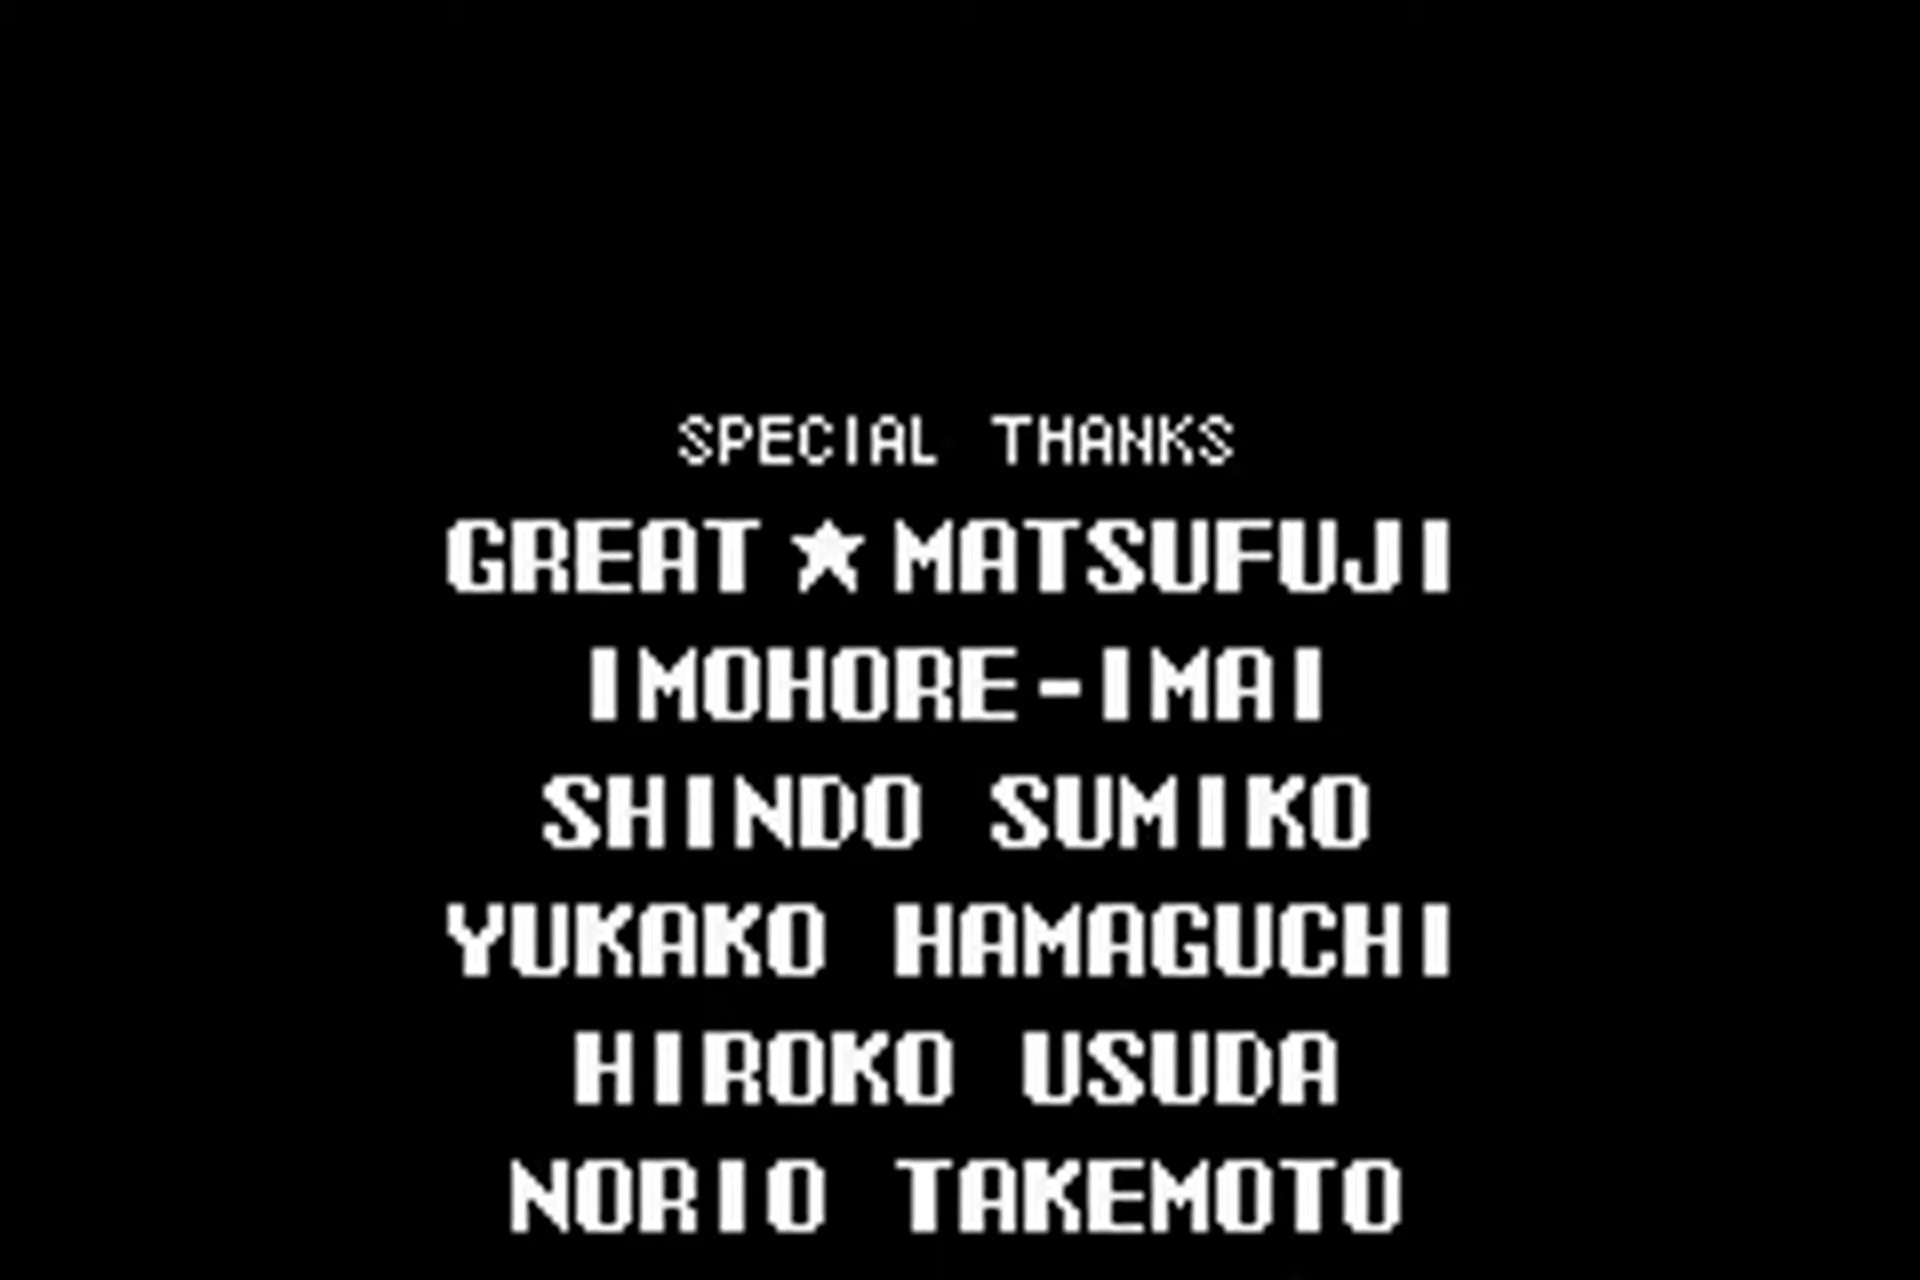 SPECIAL THANKS
GREAT★MATSUFUJI
IMOHORE-IMAI
SHINDO SUMIKO
YUKAKO HAMAGUCHI
HIROKO USUDA
NORIO TAKEMOTO